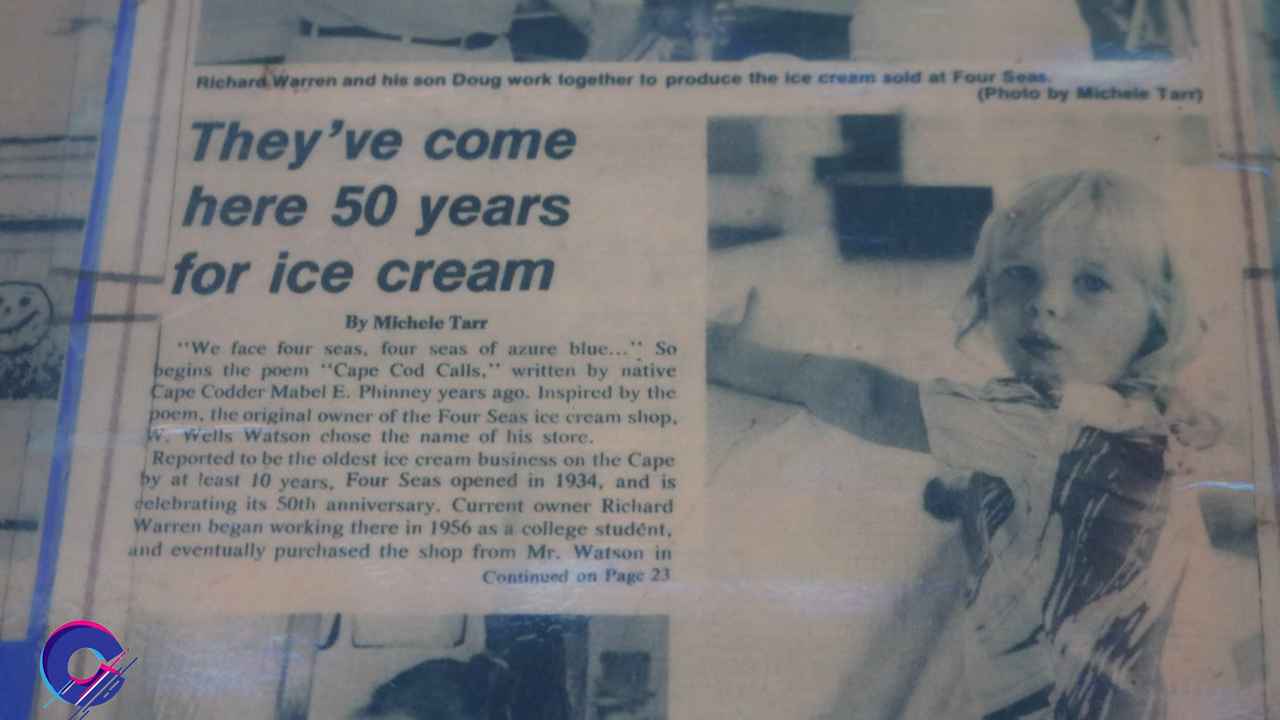 Richard Warren and his son Doug work together to produce the ice cream sold at Four Seas.
(Photo by Michele Tarr)
They've come
here 50 years
for ice cream
By Michele Tarr
"We face four seas, four seas of azure blue..." So
begins the poem "Cape Cod Calls," written by native
Cape Codder Mabel E. Phinney years ago. Inspired by the
poem, the original owner of the Four Seas ice cream shop,
W. Wells Watson chose the name of his store.
Reported to be the oldest ice cream business on the Cape
by at least 10 years, Four Seas opened in 1934, and is
celebrating its 50th anniversary. Current owner Richard
Warren began working there in 1956 as a college student,
and eventually purchased the shop from Mr. Watson in
Continued on Page 23